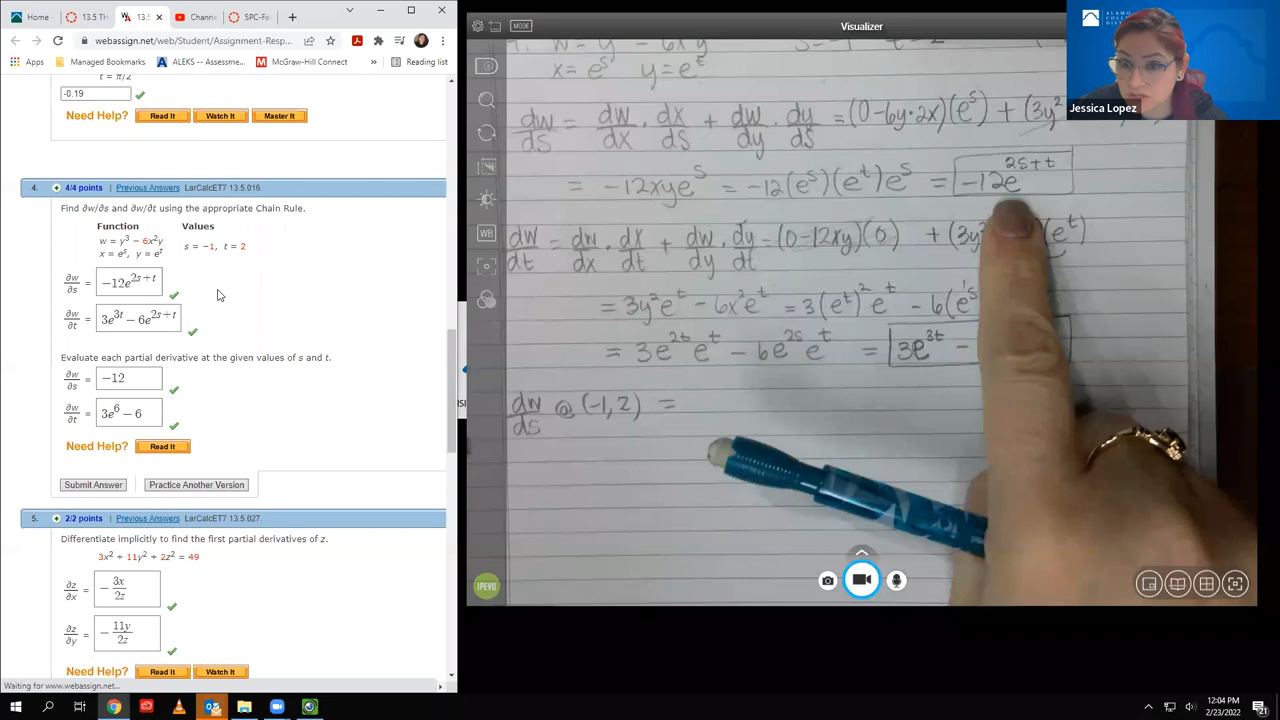 Home -
13.5 TH
13.5
Chann
SPC-Fa
webassign.net/web/Student/Assignment-Resp...
Apps
Managed Bookmarks
ALEKS -- Assessme...
McGraw-Hill Connect
Reading list
t = π/2
-0.19
Need Help? Read It Watch It Master It
4. 4/4 points Previous Answers LarCalcET7 13.5.016.
Find ∂w/∂s and ∂w/∂t using the appropriate Chain Rule.
Function Values
w = y³ − 6x²y
s = −1, t = 2
x = eˢ, y = eᵗ
∂w/∂s = −12e^(2s+t)
∂w/∂t = 3e^(3t) − 6e^(2s+t)
Evaluate each partial derivative at the given values of s and t.
∂w/∂s = −12
∂w/∂t = 3e⁶ − 6
Need Help? Read It
Submit Answer Practice Another Version
5. 2/2 points Previous Answers LarCalcET7 13.5.027.
Differentiate implicitly to find the first partial derivatives of z.
3x² + 11y² + 2z² = 49
∂z/∂x = −3x/2z
∂z/∂y = −11y/2z
Need Help? Read It Watch It
Waiting for www.webassign.net...
Visualizer
MODE
WB
IPEVO
x = eˢ y = eᵗ
dw/ds = dw/dx · dx/ds + dw/dy · dy/ds = (0-6y·2x)(eˢ) + (3y²
= -12xyeˢ = -12(eˢ)(eᵗ)eˢ = -12e^(2s+t)
dw/dt = dw/dx · dx/dt + dw/dy · dy/dt = (0-12xy)(0) + (3y² (eᵗ)
= 3y²eᵗ - 6x²eᵗ = 3(eᵗ)²eᵗ - 6(eˢ
= 3e^(2t) eᵗ - 6e^(2s) eᵗ = 3e^(3t) -
dw/ds @ (-1, 2) =
Jessica Lopez
12:04 PM
2/23/2022
21